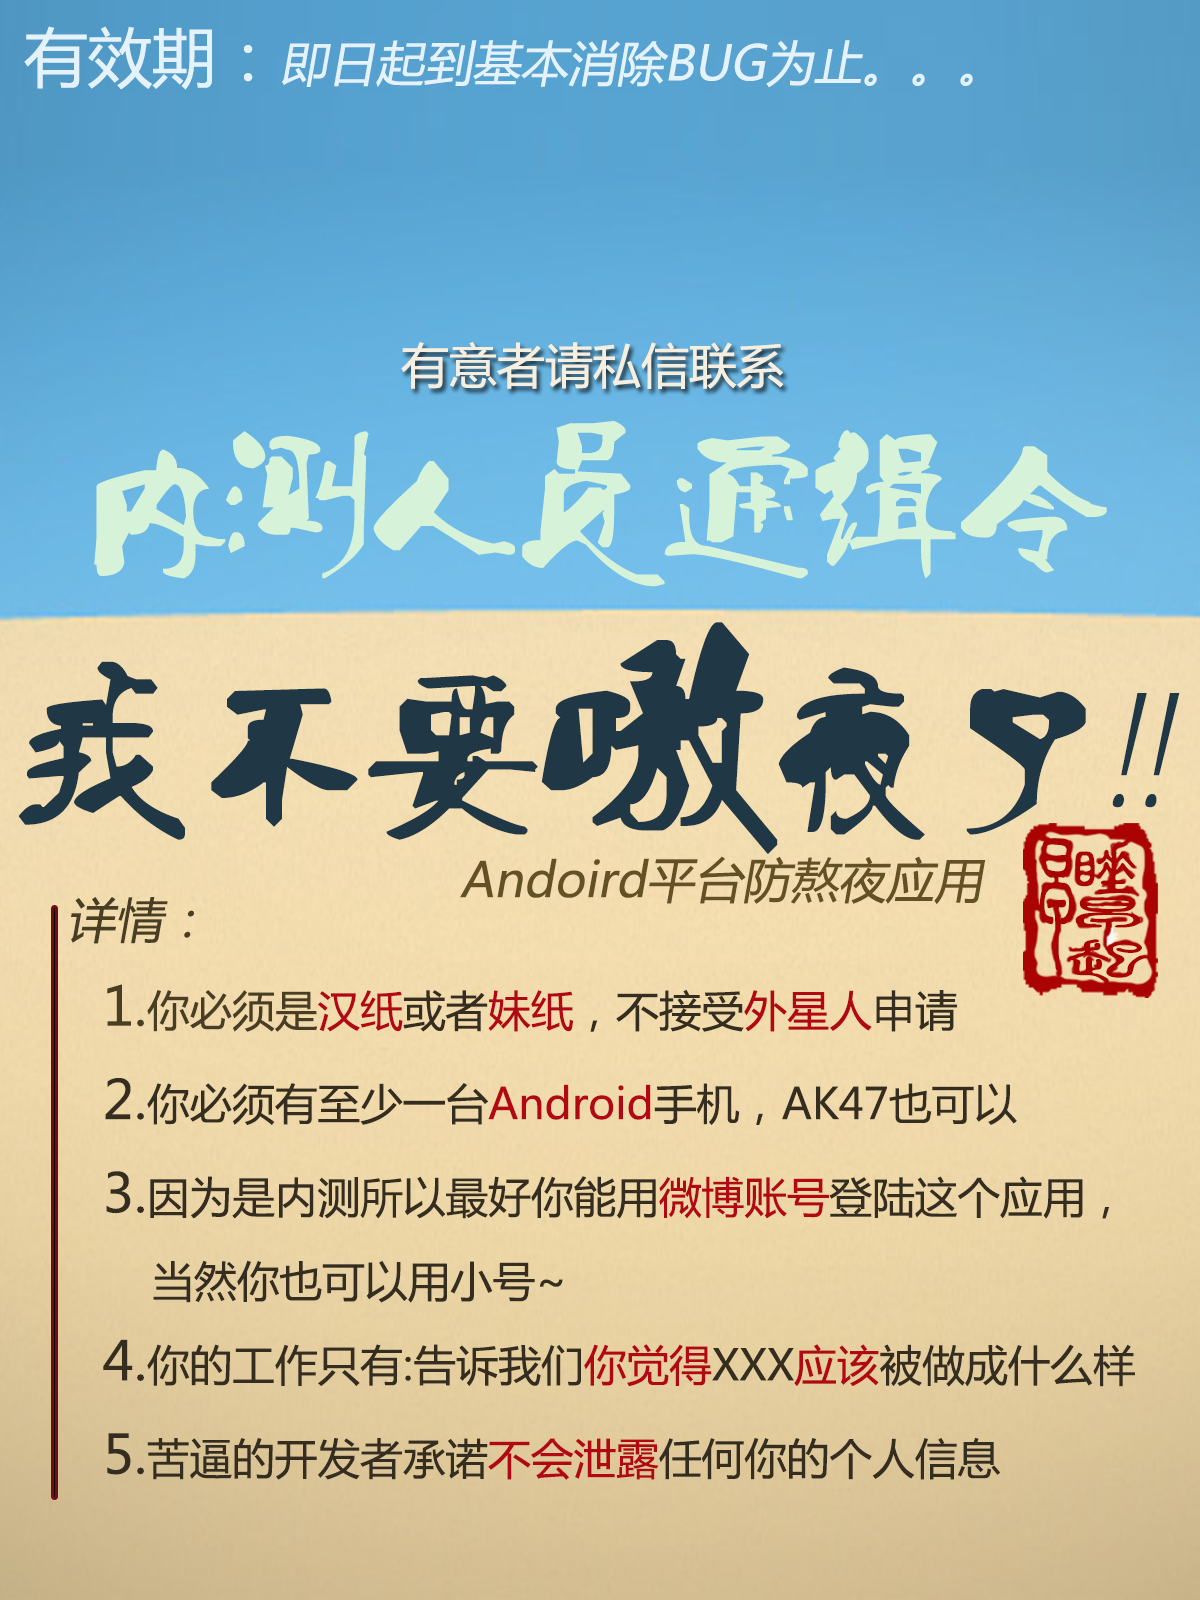 有效期：即日起到基本消除BUG为止。。。
有意者请私信联系
内测人员通缉令
我不要嗷夜了!!
Andoird平台防熬夜应用
详情：
1.你必须是汉纸或者妹纸，不接受外星人申请
2.你必须有至少一台Android手机，AK47也可以
3.因为是内测所以最好你能用微博账号登陆这个应用，
当然你也可以用小号~
4.你的工作只有:告诉我们你觉得XXX应该被做成什么样
5.苦逼的开发者承诺不会泄露任何你的个人信息